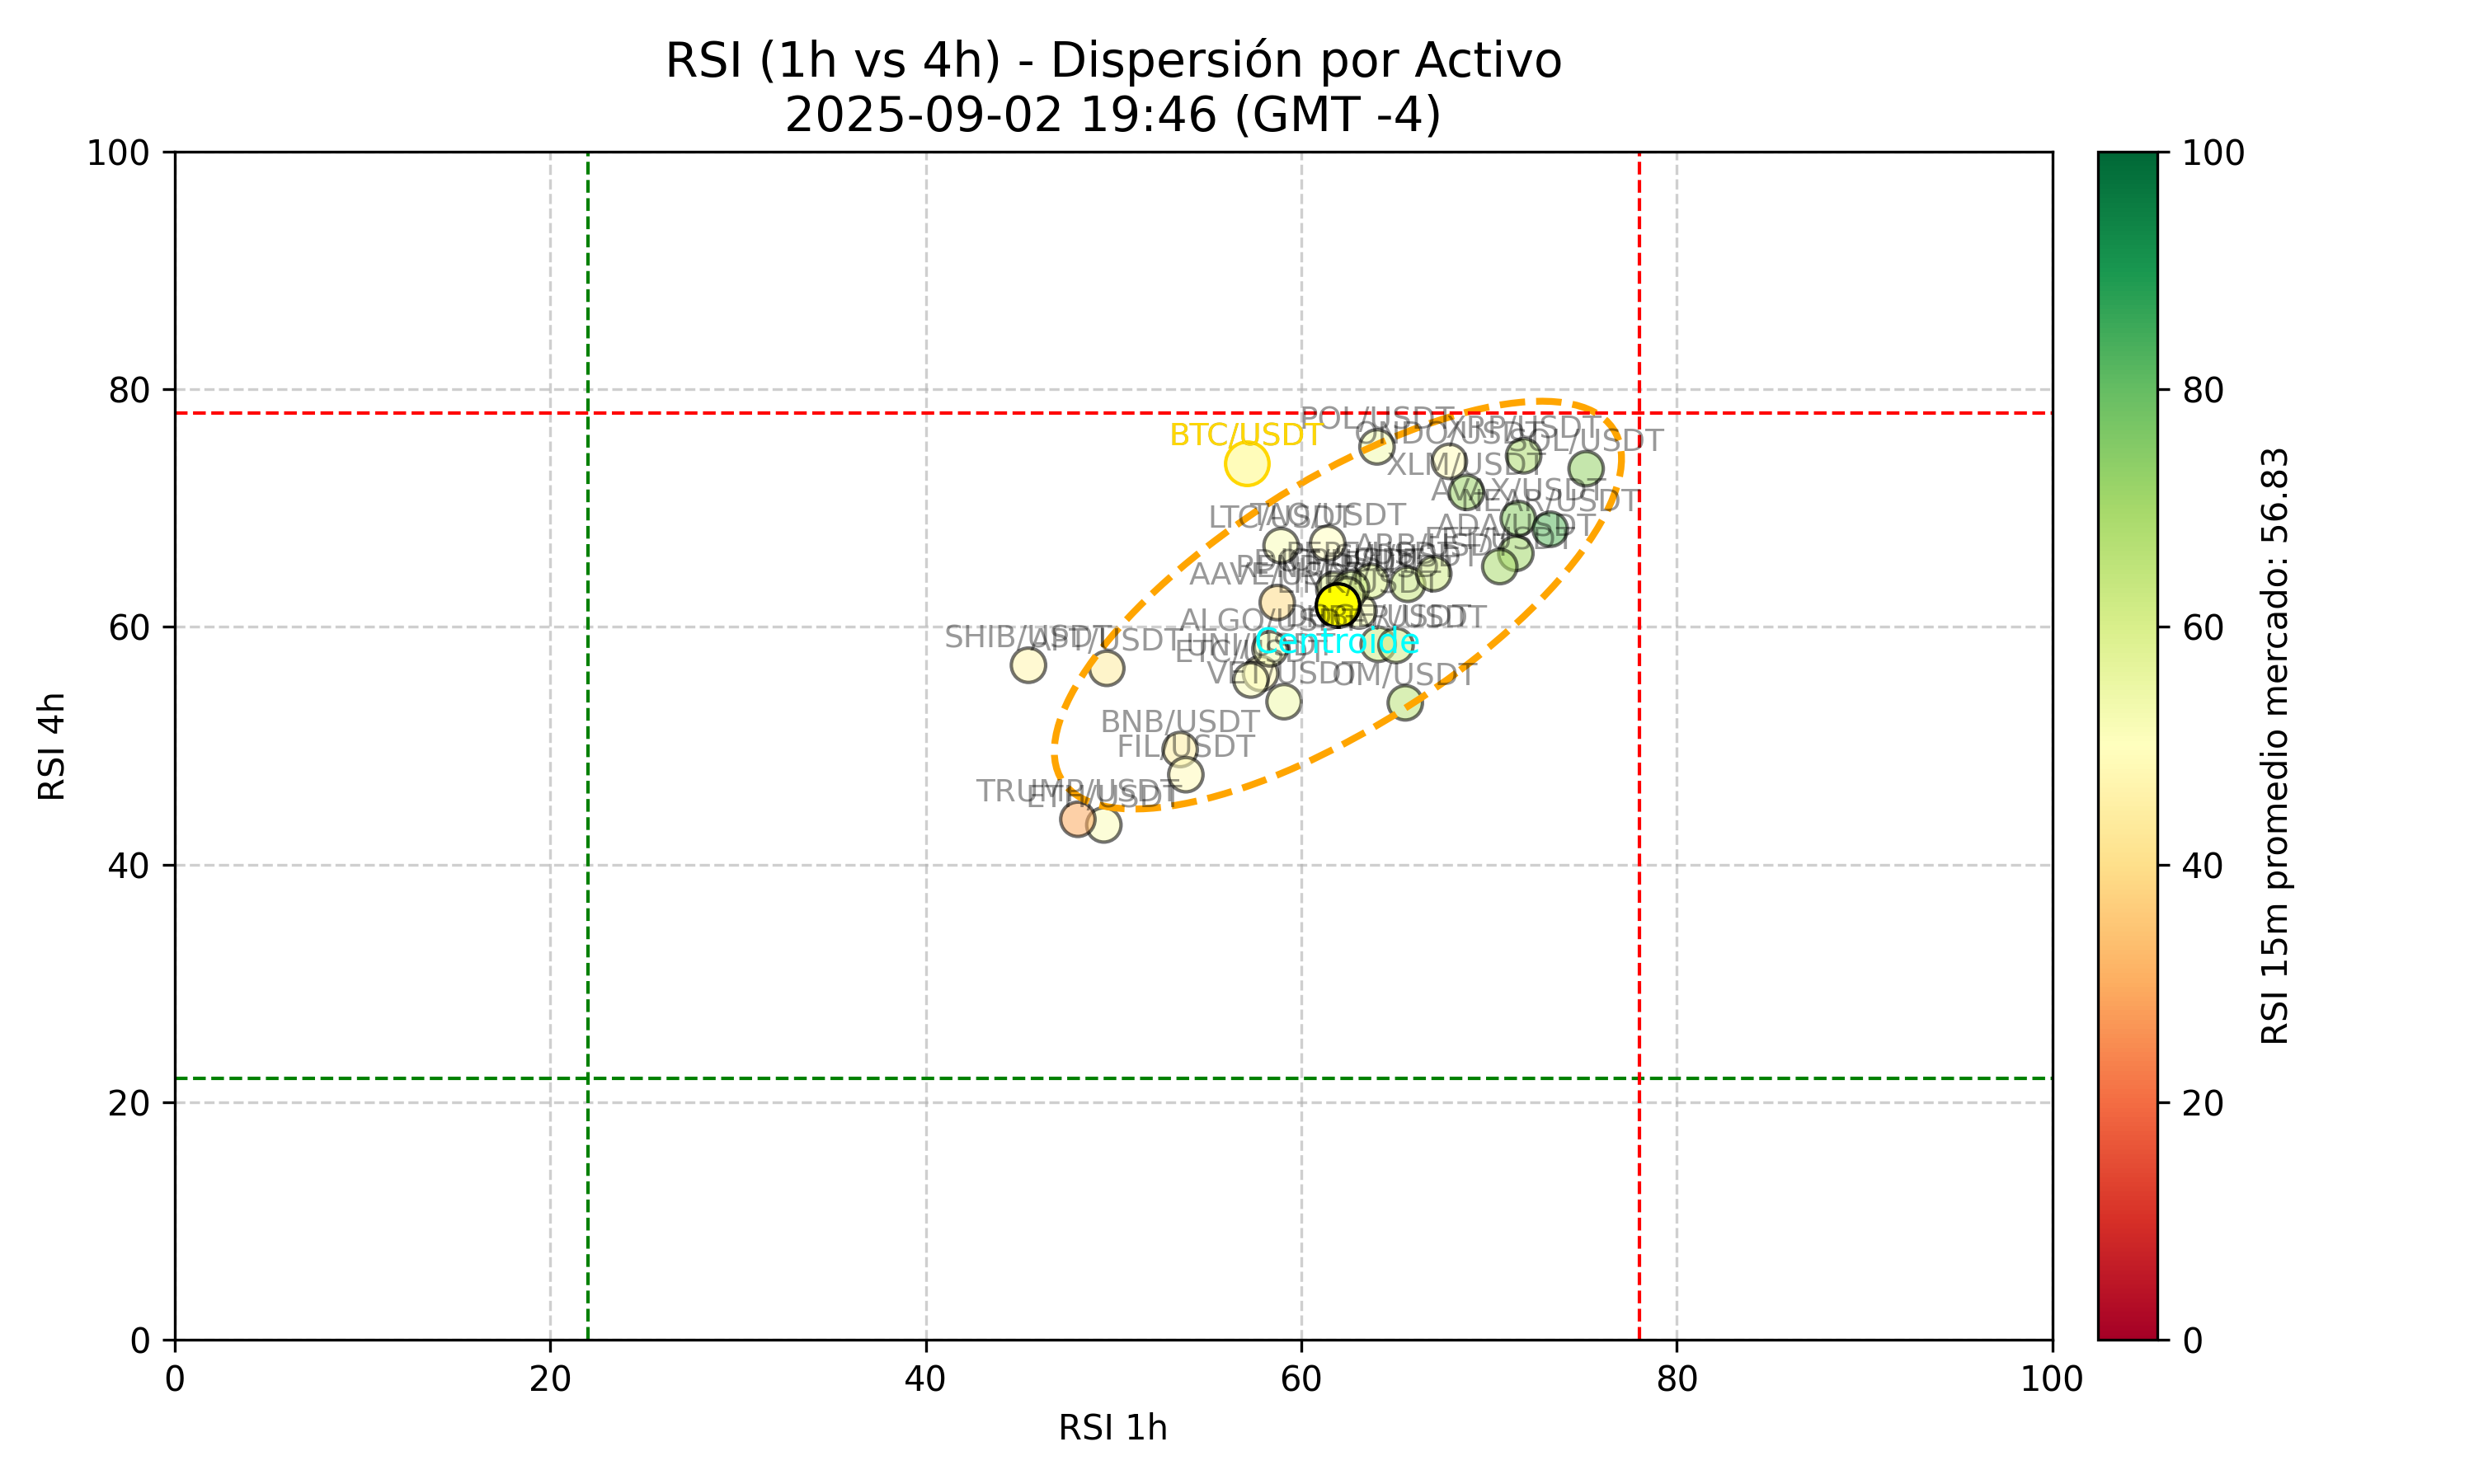 RSI (1h vs 4h) - Dispersión por Activo
2025-09-02 19:46 (GMT -4)
100
80
60
40
20
0
RSI 4h
0
20
40
60
80
100
RSI 1h
POL/USDT
BTC/USDT
ONDO/USDT
XRP/USDT
SOL/USDT
XLM/USDT
AVAX/USDT
NEAR/USDT
LTC/USDT
TAO/USDT
ADA/USDT
AAVE/USDT
ALGO/USDT
SHIB/USDT
APT/USDT
UNI/USDT
Centroide
ETC/USDT
VET/USDT
OM/USDT
BNB/USDT
FIL/USDT
TRUMP/USDT
ETH/USDT
100
80
60
40
20
0
RSI 15m promedio mercado: 56.83